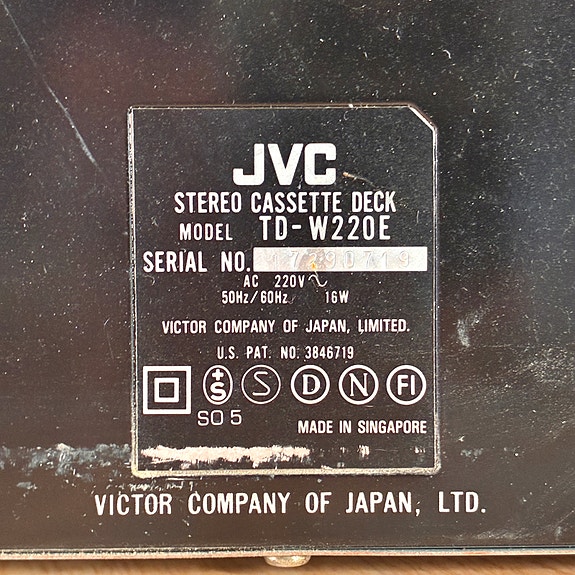 JVC
STEREO CASSETTE DECK
MODEL TD-W220E
SERIAL NO.
AC 220V~
50Hz/60Hz 16W
VICTOR COMPANY OF JAPAN, LIMITED.
U.S. PAT. NO. 3846719
+S S D N FI
SO 5
MADE IN SINGAPORE
VICTOR COMPANY OF JAPAN, LTD.